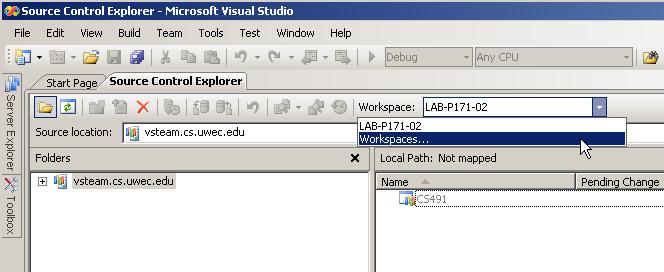 Source Control Explorer - Microsoft Visual Studio
File Edit View Build Team Tools Test Window Help
Debug Any CPU
Start Page Source Control Explorer
Workspace: LAB-P171-02
LAB-P171-02
Workspaces...
Source location: vsteam.cs.uwec.edu
Folders
Local Path: Not mapped
vsteam.cs.uwec.edu
Name Pending Change
CS491
Server Explorer
Toolbox